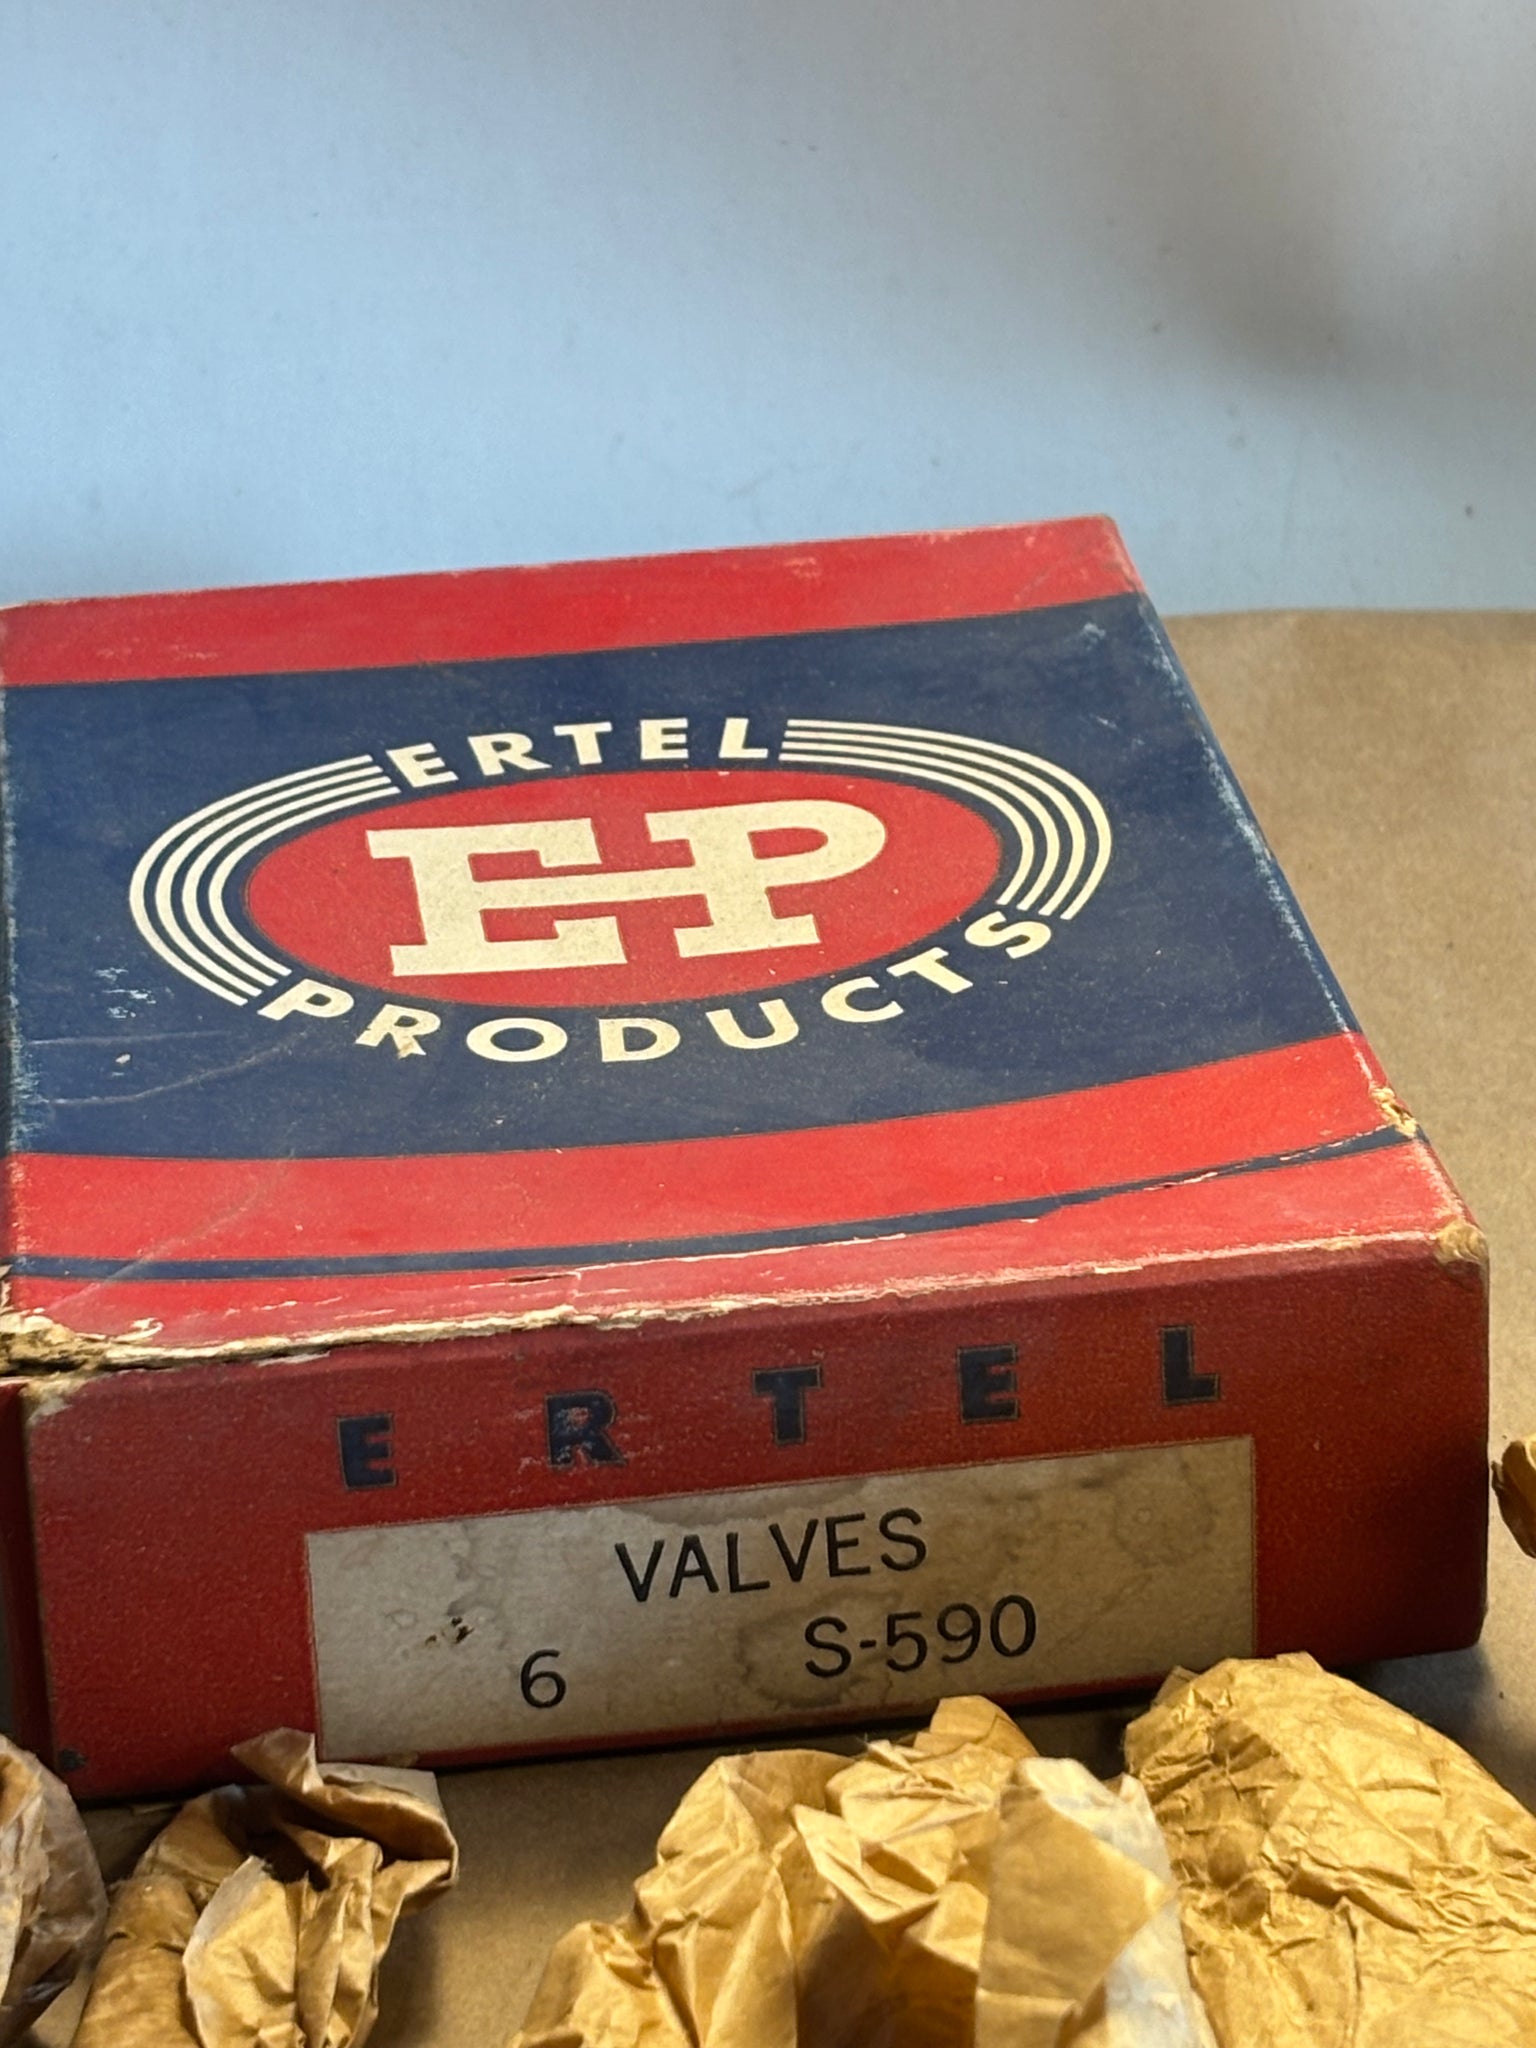 ERTEL
EP
PRODUCTS
ERTEL
VALVES
6 S-590